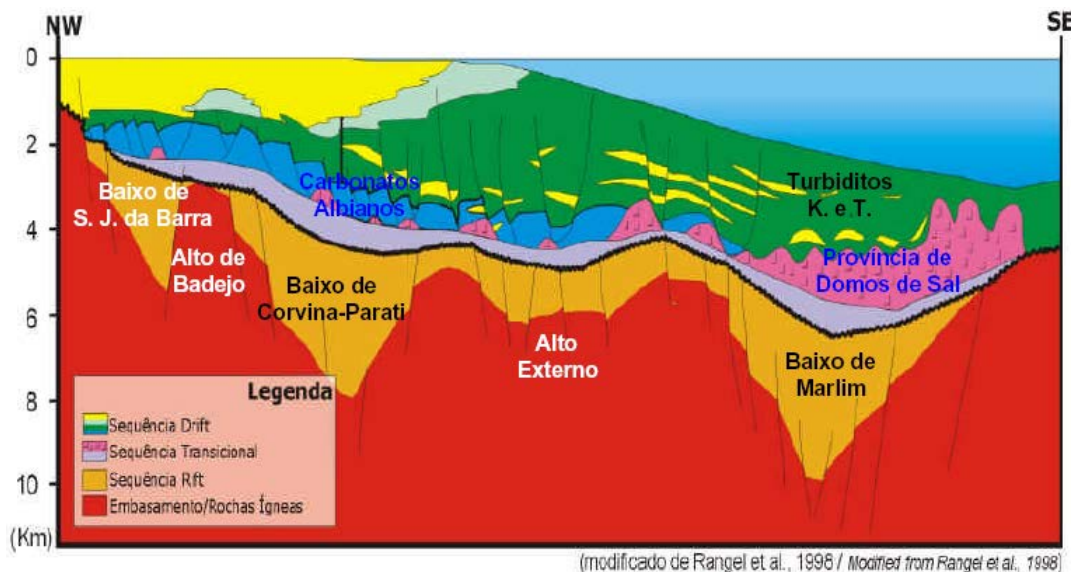 NW
SE
0
2
4
6
8
10
(Km)
Baixo de
S. J. da Barra
Alto de
Badejo
Carbonatos
Albianos
Baixo de
Corvina-Parati
Alto
Externo
Turbiditos
K. e T.
Província de
Domos de Sal
Baixo de
Marlim
Legenda
Sequência Drift
Sequência Transicional
Sequência Rift
Embasamento/Rochas Ígneas
(modificado de Rangel et al., 1998 / Modified from Rangel et al., 1998)